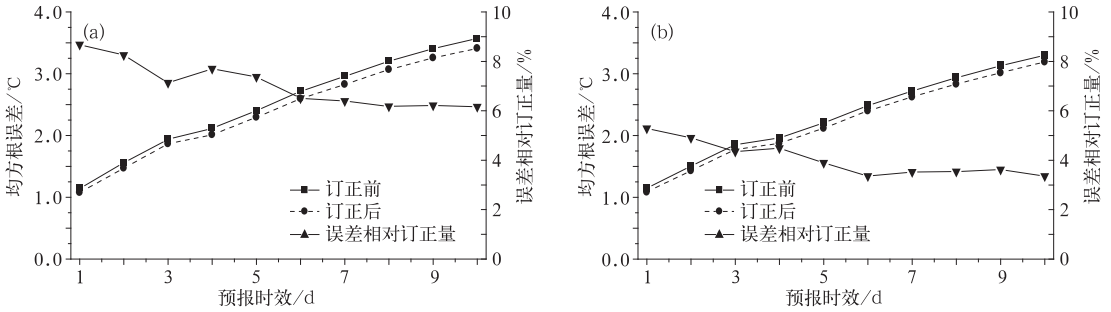 (a)
均方根误差/℃
4.0
3.0
2.0
1.0
0.0
10
8
6
4
2
0
误差相对订正量/%
订正前
订正后
误差相对订正量
1 3 5 7 9
预报时效/d
(b)
均方根误差/℃
4.0
3.0
2.0
1.0
0.0
10
8
6
4
2
0
误差相对订正量/%
订正前
订正后
误差相对订正量
1 3 5 7 9
预报时效/d